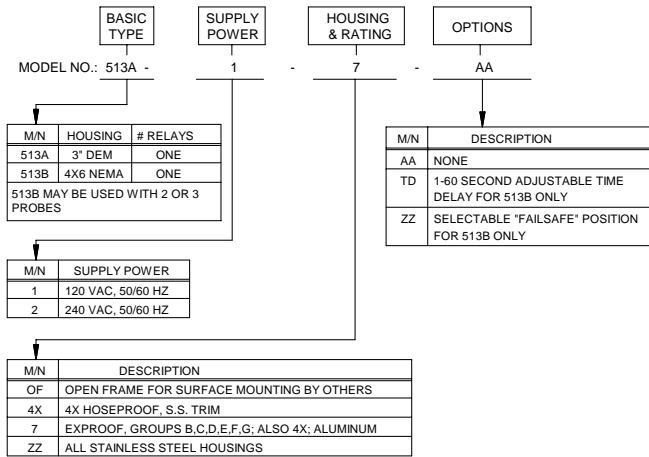 BASIC TYPE
SUPPLY POWER
HOUSING & RATING
OPTIONS
MODEL NO.: 513A - 1 - 7 - AA
M/N HOUSING # RELAYS
513A 3" DEM ONE
513B 4X6 NEMA ONE
513B MAY BE USED WITH 2 OR 3
PROBES
M/N DESCRIPTION
AA NONE
TD 1-60 SECOND ADJUSTABLE TIME
DELAY FOR 513B ONLY
ZZ SELECTABLE "FAILSAFE" POSITION
FOR 513B ONLY
M/N SUPPLY POWER
1 120 VAC, 50/60 HZ
2 240 VAC, 50/60 HZ
M/N DESCRIPTION
OF OPEN FRAME FOR SURFACE MOUNTING BY OTHERS
4X 4X HOSEPROOF, S.S. TRIM
7 EXPROOF, GROUPS B,C,D,E,F,G; ALSO 4X; ALUMINUM
ZZ ALL STAINLESS STEEL HOUSINGS